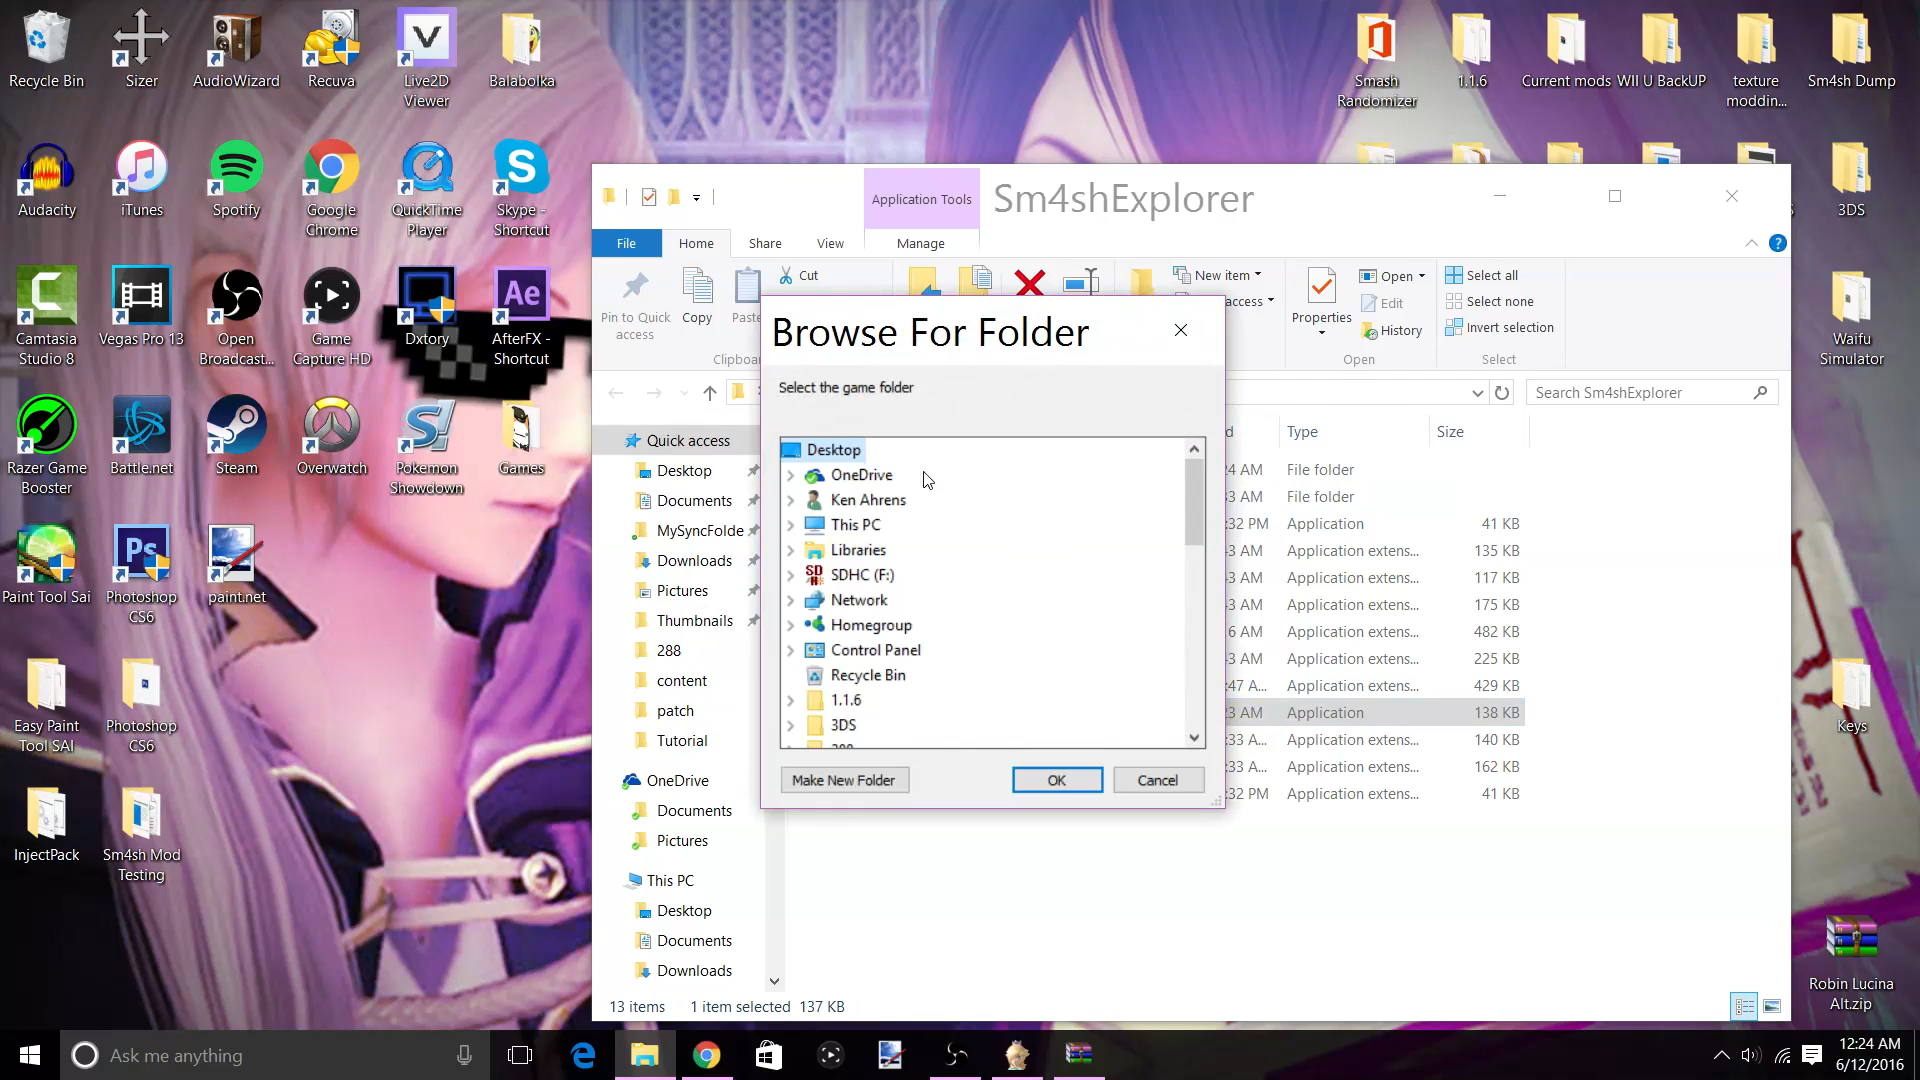 Recycle Bin
Sizer
AudioWizard
Recuva
Live2D
Viewer
Balabolka
Smash
Randomizer
1.1.6
Current mods
WII U BackUP
texture
moddin...
Sm4sh Dump
Audacity
iTunes
Spotify
Google
Chrome
QuickTime
Player
Skype -
Shortcut
3DS
Camtasia
Studio 8
Vegas Pro 13
Open
Broadcast...
Game
Capture HD
Dxtory
AfterFX -
Shortcut
Waifu
Simulator
Razer Game
Booster
Battle.net
Steam
Overwatch
Pokemon
Showdown
Games
Paint Tool Sai
Photoshop
CS6
paint.net
Easy Paint
Tool SAI
Photoshop
CS6
Keys
InjectPack
Sm4sh Mod
Testing
Robin Lucina
Alt.zip
Application Tools
Sm4shExplorer
File
Home
Share
View
Manage
Pin to Quick
access
Copy
Paste
Cut
Clipboa
New item
access
Properties
Open
Edit
History
Open
Select all
Select none
Invert selection
Select
Search Sm4shExplorer
Quick access
Desktop
Documents
MySyncFolde
Downloads
Pictures
Thumbnails
288
content
patch
Tutorial
OneDrive
Documents
Pictures
This PC
Desktop
Documents
Downloads
d Type Size
24 AM File folder
33 AM File folder
:32 PM Application 41 KB
43 AM Application extens... 135 KB
43 AM Application extens... 117 KB
43 AM Application extens... 175 KB
6 AM Application extens... 482 KB
43 AM Application extens... 225 KB
:47 A... Application extens... 429 KB
23 AM Application 138 KB
:33 A... Application extens... 140 KB
:33 A... Application extens... 162 KB
:32 PM Application extens... 41 KB
13 items 1 item selected 137 KB
Browse For Folder
Select the game folder
Desktop
OneDrive
Ken Ahrens
This PC
Libraries
SDHC (F:)
Network
Homegroup
Control Panel
Recycle Bin
1.1.6
3DS
Make New Folder
OK
Cancel
Ask me anything
12:24 AM
6/12/2016